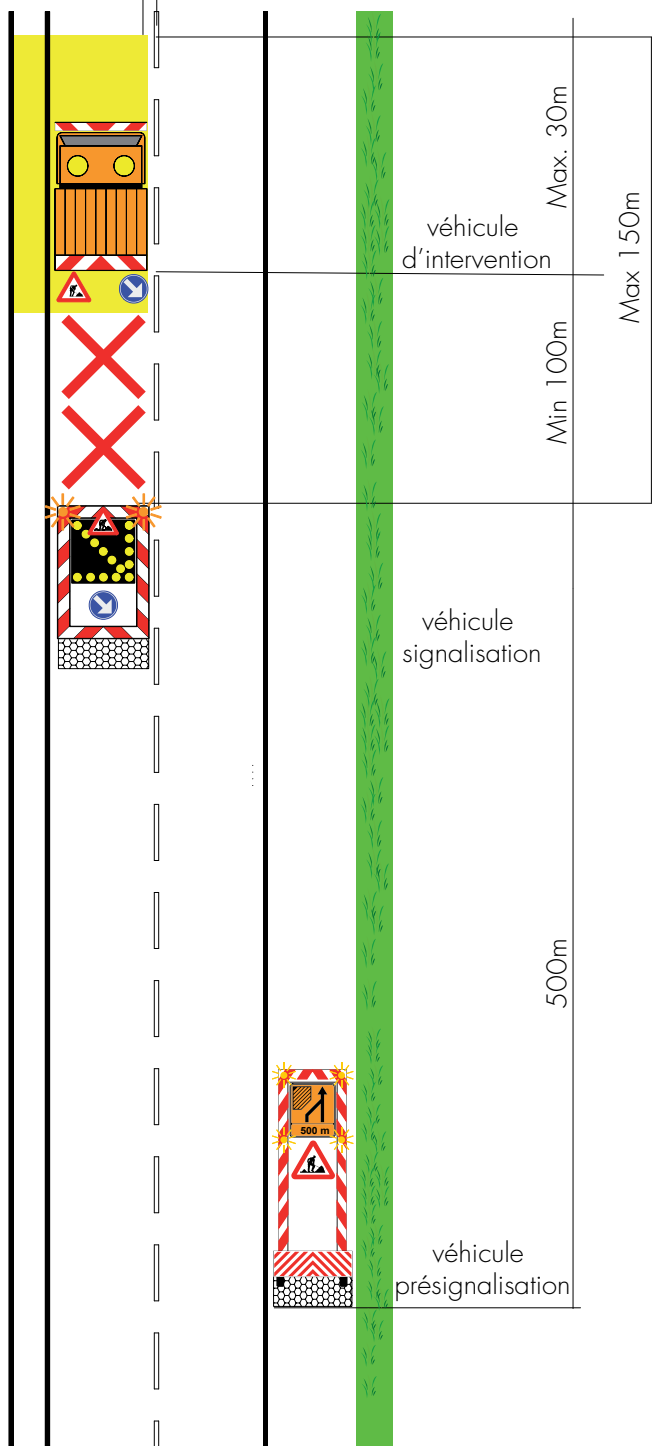 Max. 30m
véhicule
d’intervention
Max 150m
Min 100m
véhicule
signalisation
500m
500 m
véhicule
présignalisation